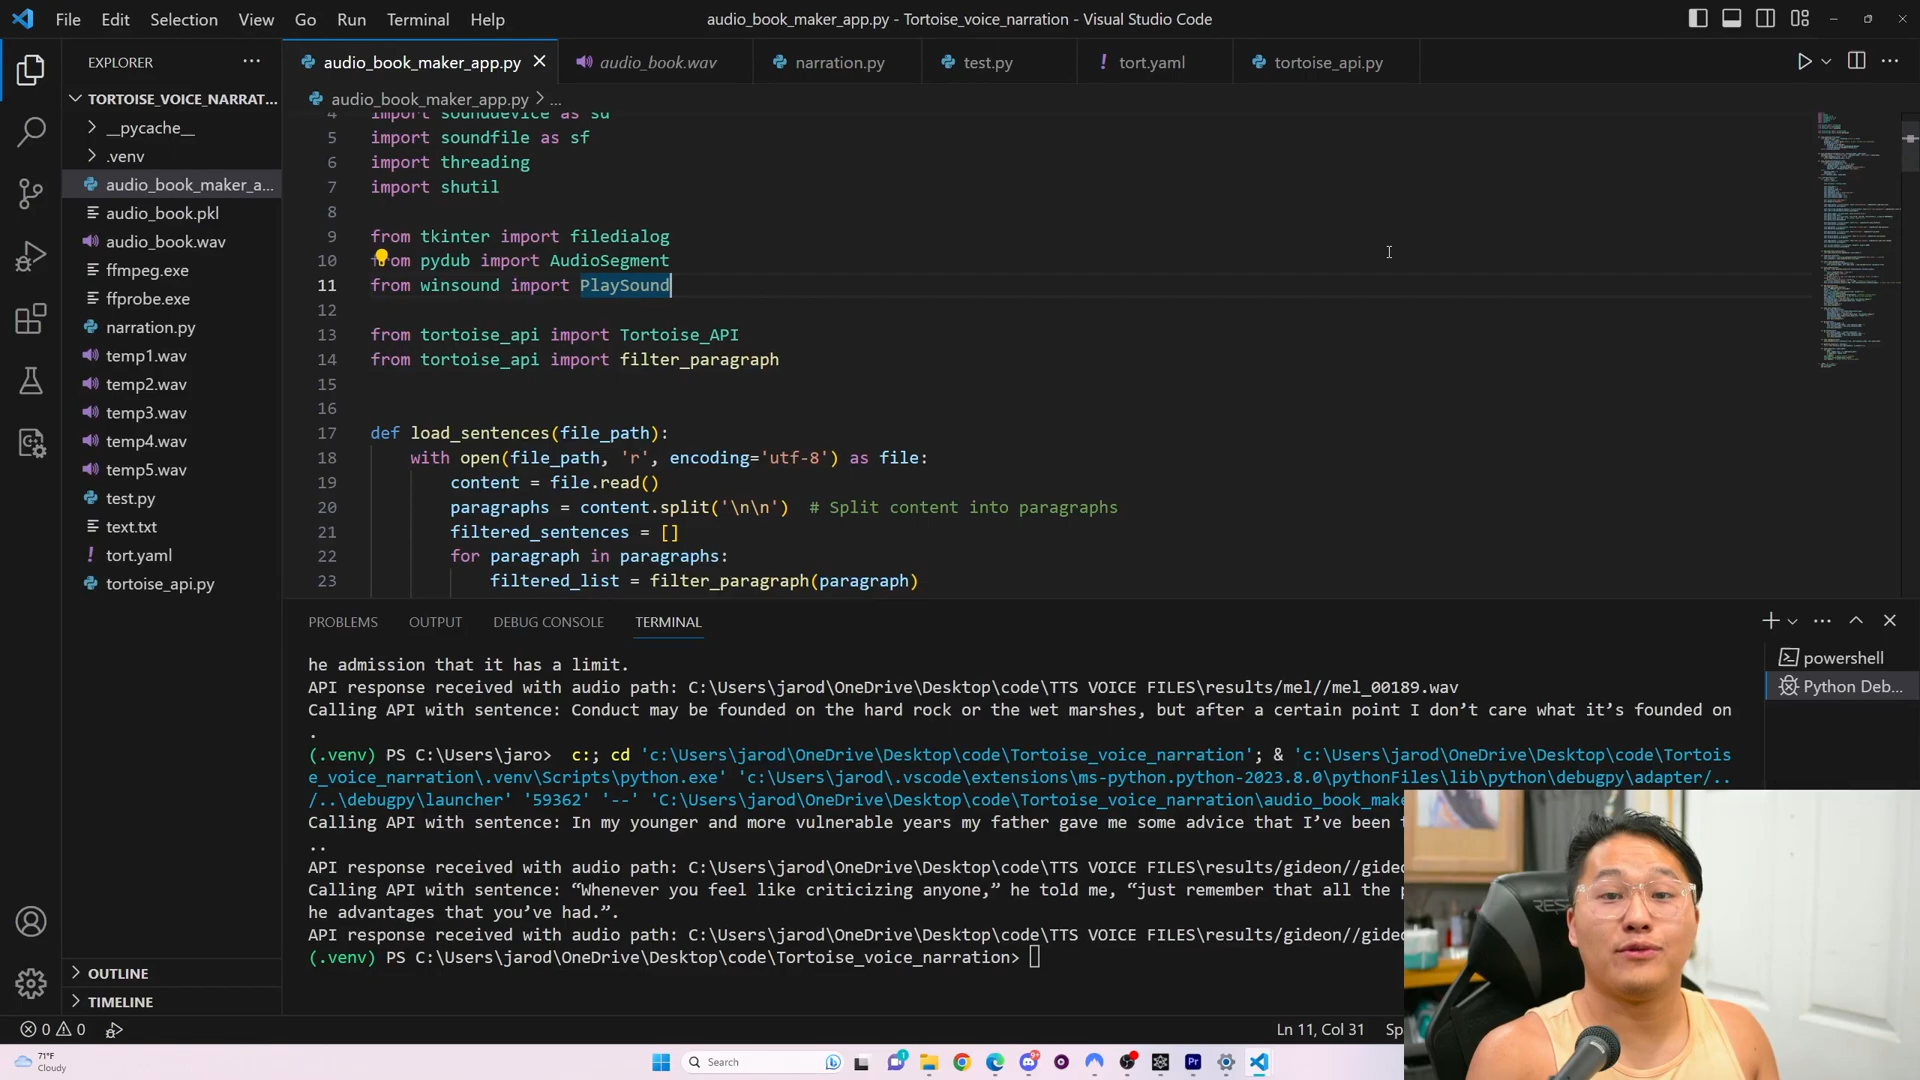 File Edit Selection View Go Run Terminal Help
audio_book_maker_app.py - Tortoise_voice_narration - Visual Studio Code
EXPLORER
audio_book_maker_app.py
audio_book.wav
narration.py
test.py
! tort.yaml
tortoise_api.py
TORTOISE_VOICE_NARRAT...
__pycache__
.venv
audio_book_maker_a...
audio_book.pkl
audio_book.wav
ffmpeg.exe
ffprobe.exe
narration.py
temp1.wav
temp2.wav
temp3.wav
temp4.wav
temp5.wav
test.py
text.txt
! tort.yaml
tortoise_api.py
OUTLINE
TIMELINE
audio_book_maker_app.py > ...
4 import sounddevice as sd
5 import soundfile as sf
6 import threading
7 import shutil
8
9 from tkinter import filedialog
10 from pydub import AudioSegment
11 from winsound import PlaySound
12
13 from tortoise_api import Tortoise_API
14 from tortoise_api import filter_paragraph
15
16
17 def load_sentences(file_path):
18 with open(file_path, 'r', encoding='utf-8') as file:
19 content = file.read()
20 paragraphs = content.split('\n\n') # Split content into paragraphs
21 filtered_sentences = []
22 for paragraph in paragraphs:
23 filtered_list = filter_paragraph(paragraph)
PROBLEMS OUTPUT DEBUG CONSOLE TERMINAL
powershell
Python Deb...
he admission that it has a limit.
API response received with audio path: C:\Users\jarod\OneDrive\Desktop\code\TTS VOICE FILES\results/mel//mel_00189.wav
Calling API with sentence: Conduct may be founded on the hard rock or the wet marshes, but after a certain point I don’t care what it’s founded on
.
(.venv) PS C:\Users\jaro> c:; cd 'c:\Users\jarod\OneDrive\Desktop\code\Tortoise_voice_narration'; & 'c:\Users\jarod\OneDrive\Desktop\code\Tortois
e_voice_narration\.venv\Scripts\python.exe' 'c:\Users\jarod\.vscode\extensions\ms-python.python-2023.8.0\pythonFiles\lib\python\debugpy\adapter/..
/..\debugpy\launcher' '59362' '--' 'C:\Users\jarod\OneDrive\Desktop\code\Tortoise_voice_narration\audio_book_make
Calling API with sentence: In my younger and more vulnerable years my father gave me some advice that I’ve been
..
API response received with audio path: C:\Users\jarod\OneDrive\Desktop\code\TTS VOICE FILES\results/gideon//gide
Calling API with sentence: “Whenever you feel like criticizing anyone,” he told me, “just remember that all the
he advantages that you’ve had.”.
API response received with audio path: C:\Users\jarod\OneDrive\Desktop\code\TTS VOICE FILES\results/gideon//gide
(.venv) PS C:\Users\jarod\OneDrive\Desktop\code\Tortoise_voice_narration>
0 0
Ln 11, Col 31 Sp
71°F
Cloudy
Search